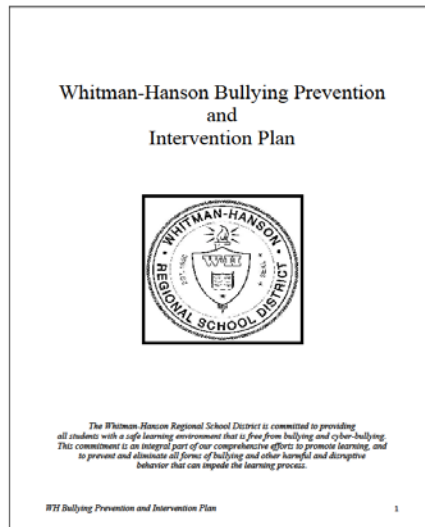 Whitman-Hanson Bullying Prevention
and
Intervention Plan
WHITMAN-HANSON
REGIONAL SCHOOL DISTRICT
The Whitman-Hanson Regional School District is committed to providing
all students with a safe learning environment that is free from bullying and cyber-bullying.
This commitment is an integral part of our comprehensive efforts to promote learning, and
to prevent and eliminate all forms of bullying and other harmful and disruptive
behavior that can impede the learning process.
WH Bullying Prevention and Intervention Plan 1